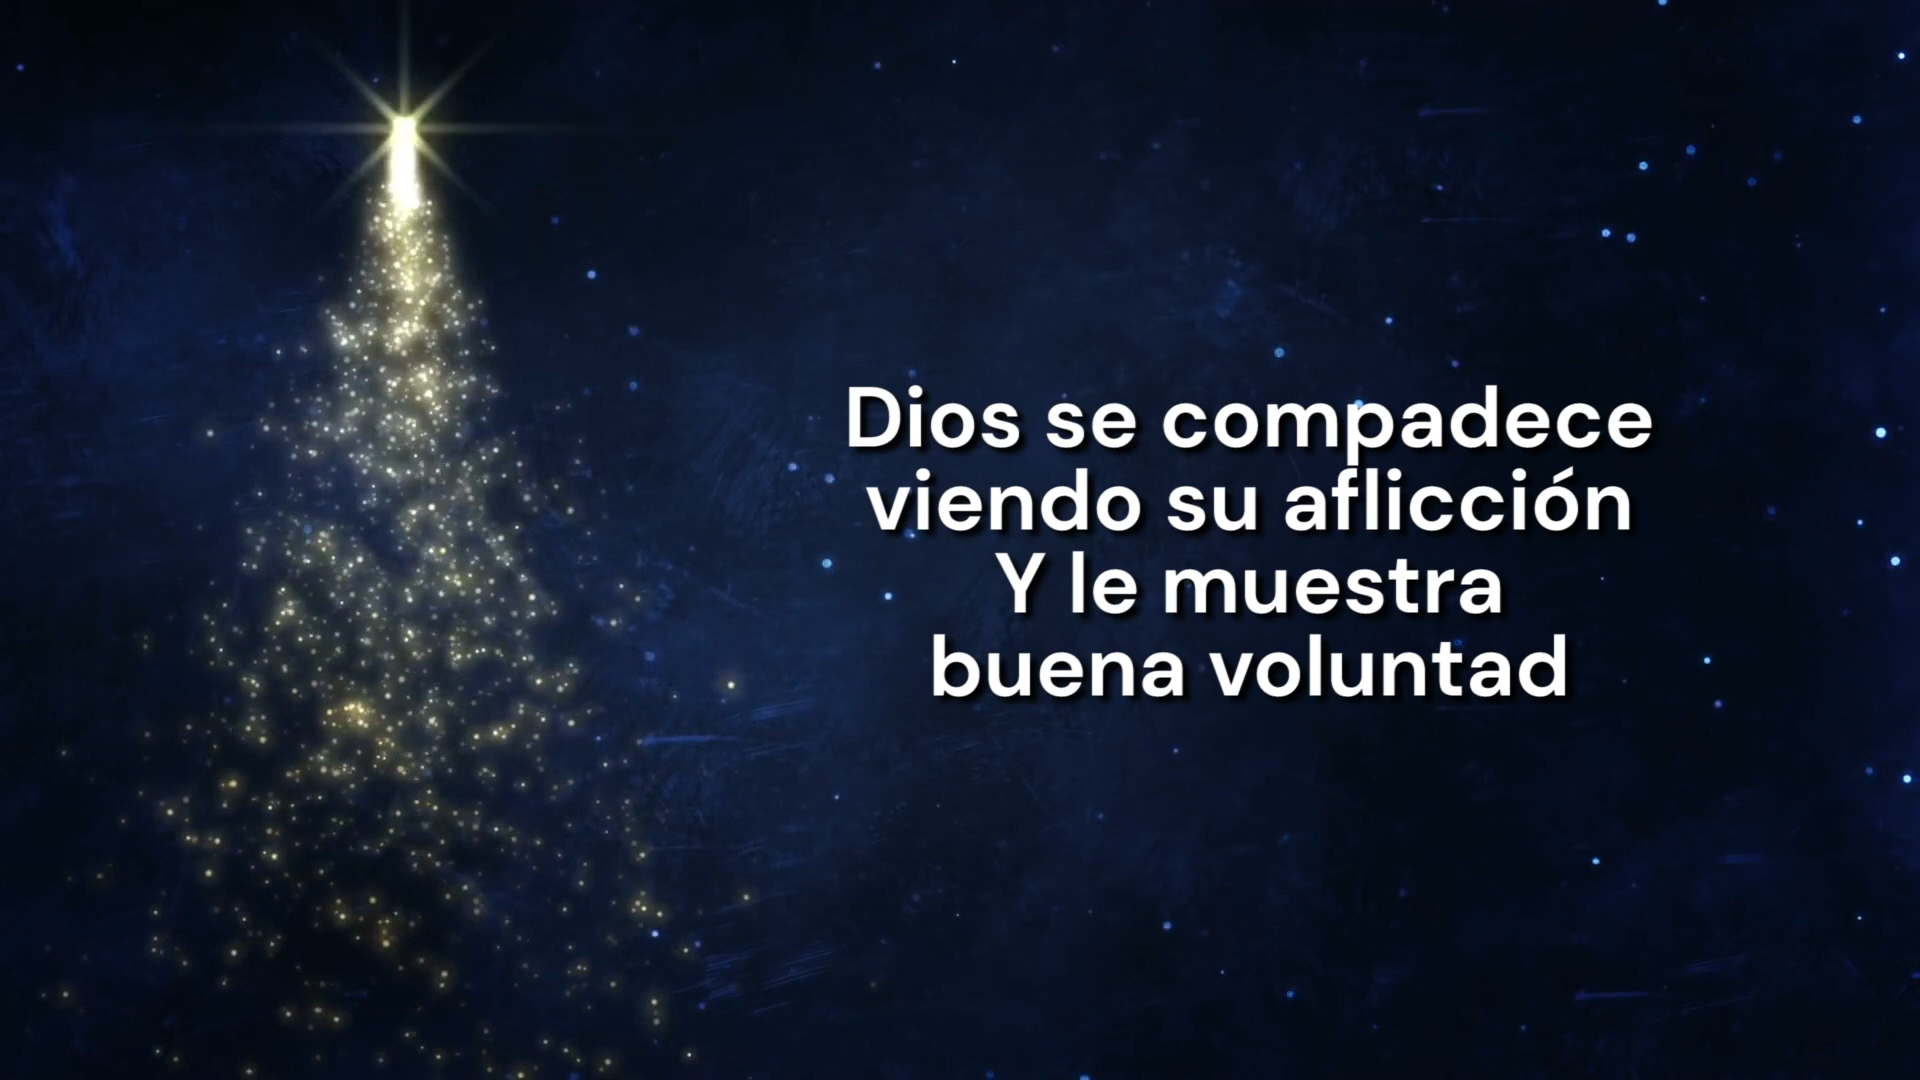 Dios se compadece
viendo su aflicción
Y le muestra
buena voluntad